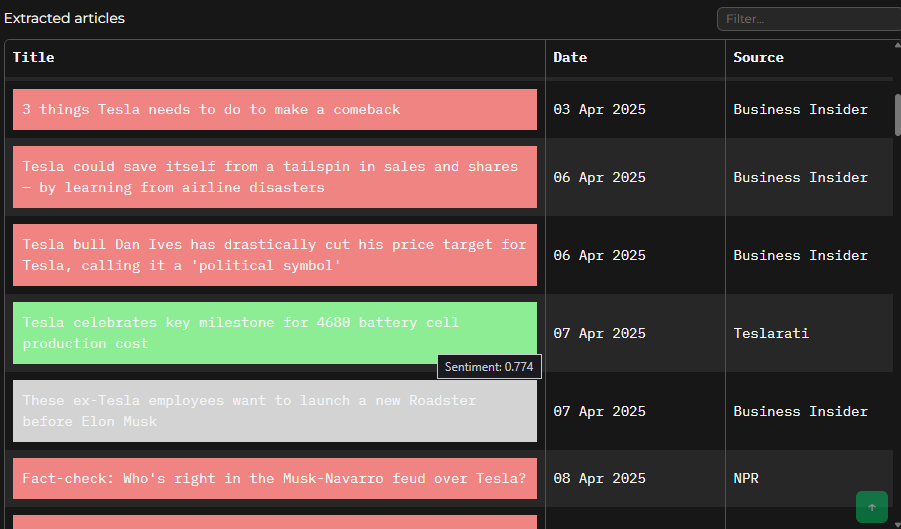 Extracted articles
Filter...
Title Date Source
3 things Tesla needs to do to make a comeback 03 Apr 2025 Business Insider
Tesla could save itself from a tailspin in sales and shares
— by learning from airline disasters
06 Apr 2025 Business Insider
Tesla bull Dan Ives has drastically cut his price target for
Tesla, calling it a 'political symbol'
06 Apr 2025 Business Insider
Tesla celebrates key milestone for 4680 battery cell
production cost
07 Apr 2025 Teslarati
Sentiment: 0.774
These ex-Tesla employees want to launch a new Roadster
before Elon Musk
07 Apr 2025 Business Insider
Fact-check: Who's right in the Musk-Navarro feud over Tesla? 08 Apr 2025 NPR